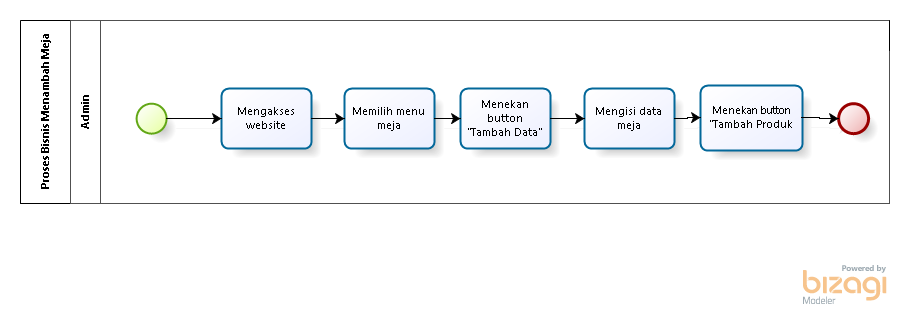 Proses Bisnis Menambah Meja
Admin
Mengakses
website
Memilih menu
meja
Menekan
button
"Tambah Data"
Mengisi data
meja
Menekan button
"Tambah Produk
Powered by
bizagi
Modeler